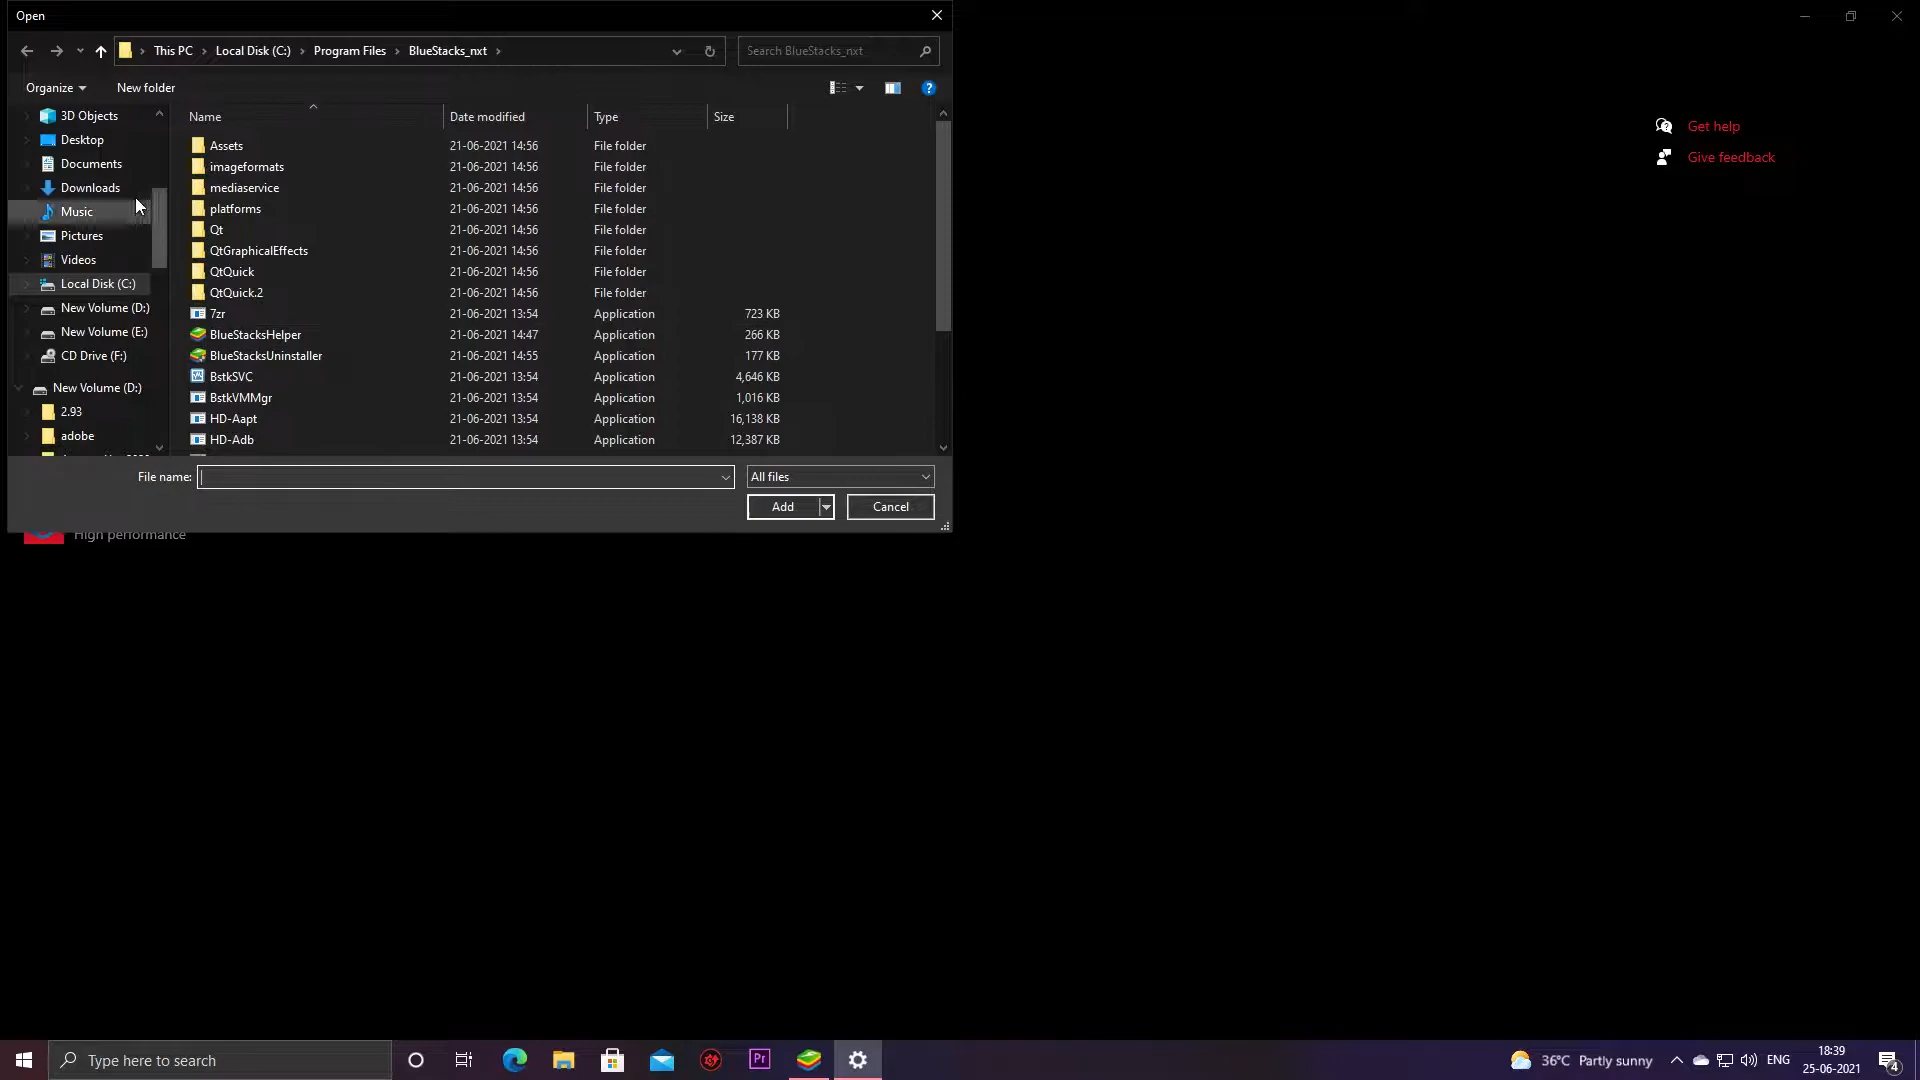 Open
This PC > Local Disk (C:) > Program Files > BlueStacks_nxt >
Search BlueStacks_nxt
Organize
New folder
3D Objects
Desktop
Documents
Downloads
Music
Pictures
Videos
Local Disk (C:)
New Volume (D:)
New Volume (E:)
CD Drive (F:)
New Volume (D:)
2.93
adobe
Name Date modified Type Size
Assets 21-06-2021 14:56 File folder
imageformats 21-06-2021 14:56 File folder
mediaservice 21-06-2021 14:56 File folder
platforms 21-06-2021 14:56 File folder
Qt 21-06-2021 14:56 File folder
QtGraphicalEffects 21-06-2021 14:56 File folder
QtQuick 21-06-2021 14:56 File folder
QtQuick.2 21-06-2021 14:56 File folder
7zr 21-06-2021 13:54 Application 723 KB
BlueStacksHelper 21-06-2021 14:47 Application 266 KB
BlueStacksUninstaller 21-06-2021 14:55 Application 177 KB
BstkSVC 21-06-2021 13:54 Application 4,646 KB
BstkVMMgr 21-06-2021 13:54 Application 1,016 KB
HD-Aapt 21-06-2021 13:54 Application 16,138 KB
HD-Adb 21-06-2021 13:54 Application 12,387 KB
File name:
All files
Add
Cancel
High performance
Get help
Give feedback
Type here to search
Pr
36°C Partly sunny
ENG
18:39
25-06-2021
4